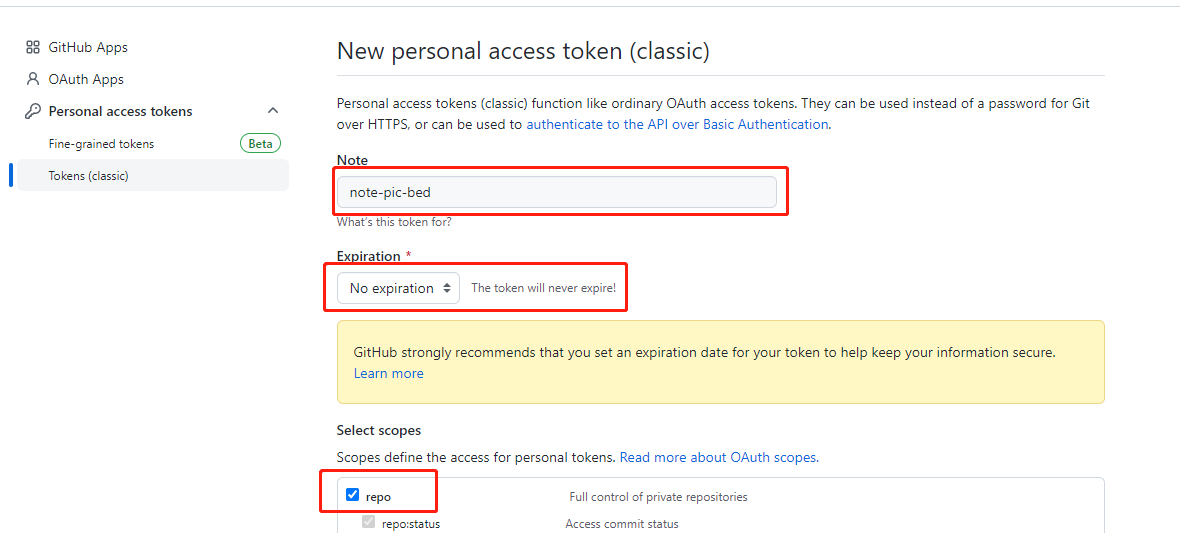 GitHub Apps
OAuth Apps
Personal access tokens
Fine-grained tokens Beta
Tokens (classic)
New personal access token (classic)
Personal access tokens (classic) function like ordinary OAuth access tokens. They can be used instead of a password for Git
over HTTPS, or can be used to authenticate to the API over Basic Authentication.
Note
note-pic-bed
What's this token for?
Expiration *
No expiration The token will never expire!
GitHub strongly recommends that you set an expiration date for your token to help keep your information secure.
Learn more
Select scopes
Scopes define the access for personal tokens. Read more about OAuth scopes.
repo Full control of private repositories
repo:status Access commit status